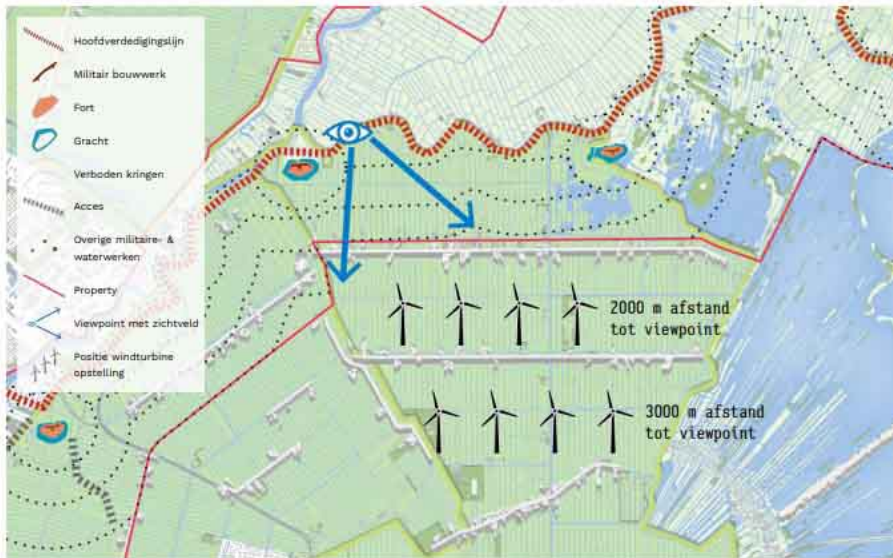 Hoofdverdedigingslijn
Militair bouwwerk
Fort
Gracht
Verboden kringen
Acces
Overige militaire- &
waterwerken
Property
Viewpoint met zichtveld
Positie windturbine
opstelling
2000 m afstand
tot viewpoint
3000 m afstand
tot viewpoint